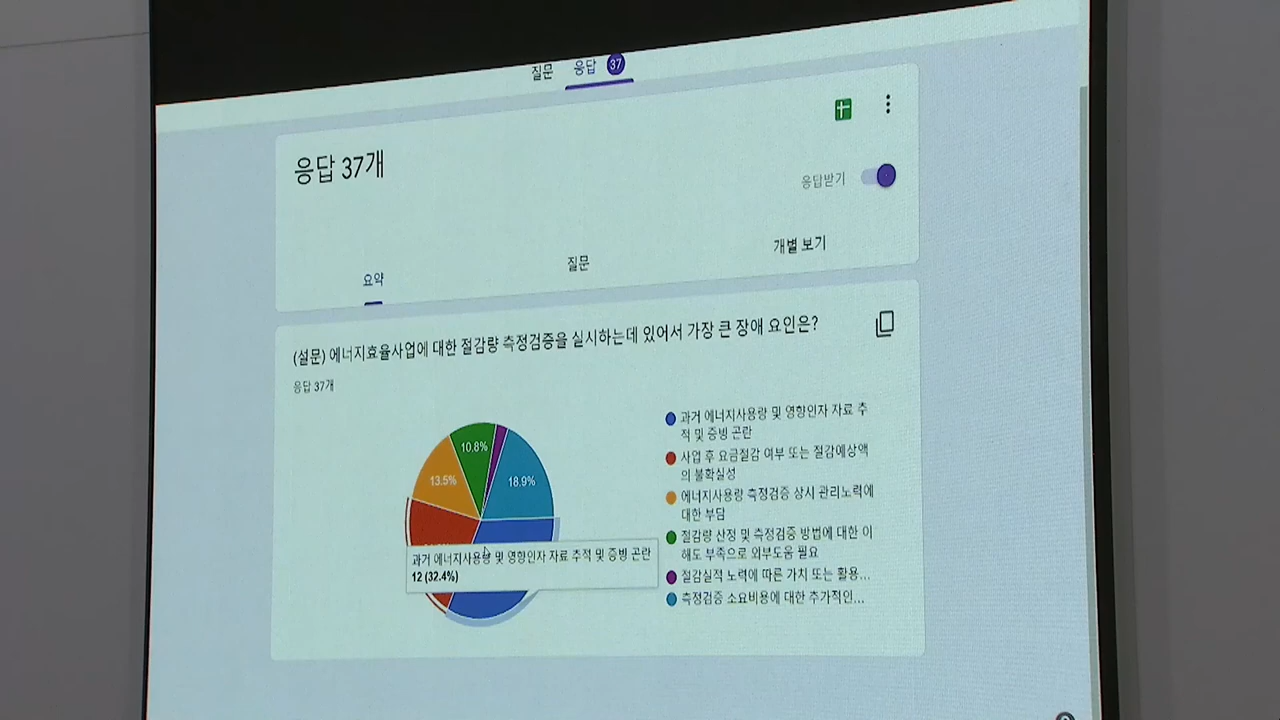 질문 응답 37
응답 37개
응답받기
요약 질문 개별 보기
(설문) 에너지효율사업에 대한 절감량 측정검증을 실시하는데 있어서 가장 큰 장애 요인은?
응답 37개
10.8%
13.5%
18.9%
과거 에너지사용량 및 영향인자 자료 추적 및 증빙 곤란
12 (32.4%)
과거 에너지사용량 및 영향인자 자료 추
적 및 증빙 곤란
사업 후 요금절감 여부 또는 절감예상액
의 불확실성
에너지사용량 측정검증 상시 관리노력에
대한 부담
절감량 산정 및 측정검증 방법에 대한 이
해도 부족으로 외부도움 필요
절감실적 노력에 따른 가치 또는 활용...
측정검증 소요비용에 대한 추가적인...